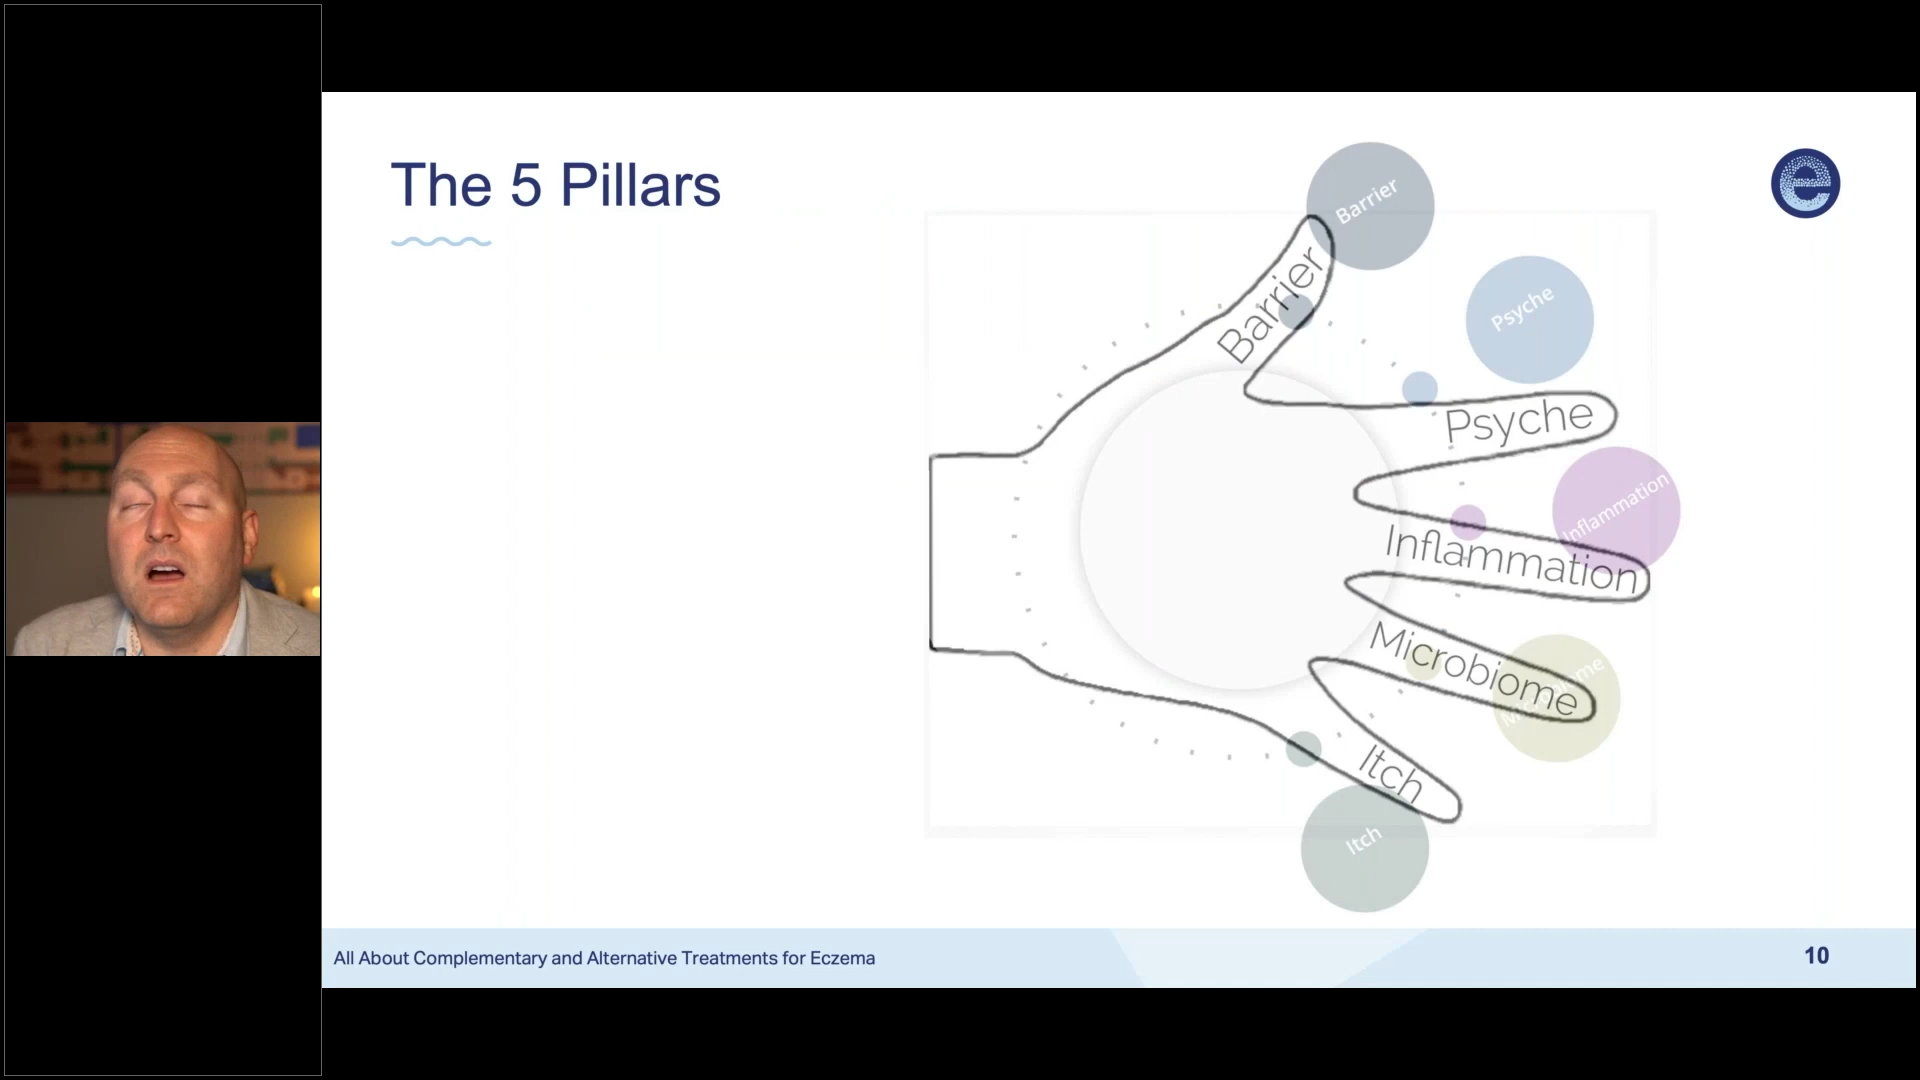 The 5 Pillars
Barrier
Barrier
Psyche
Psyche
Inflammation
Inflammation
Microbiome
Microbiome
Itch
Itch
e
All About Complementary and Alternative Treatments for Eczema
10